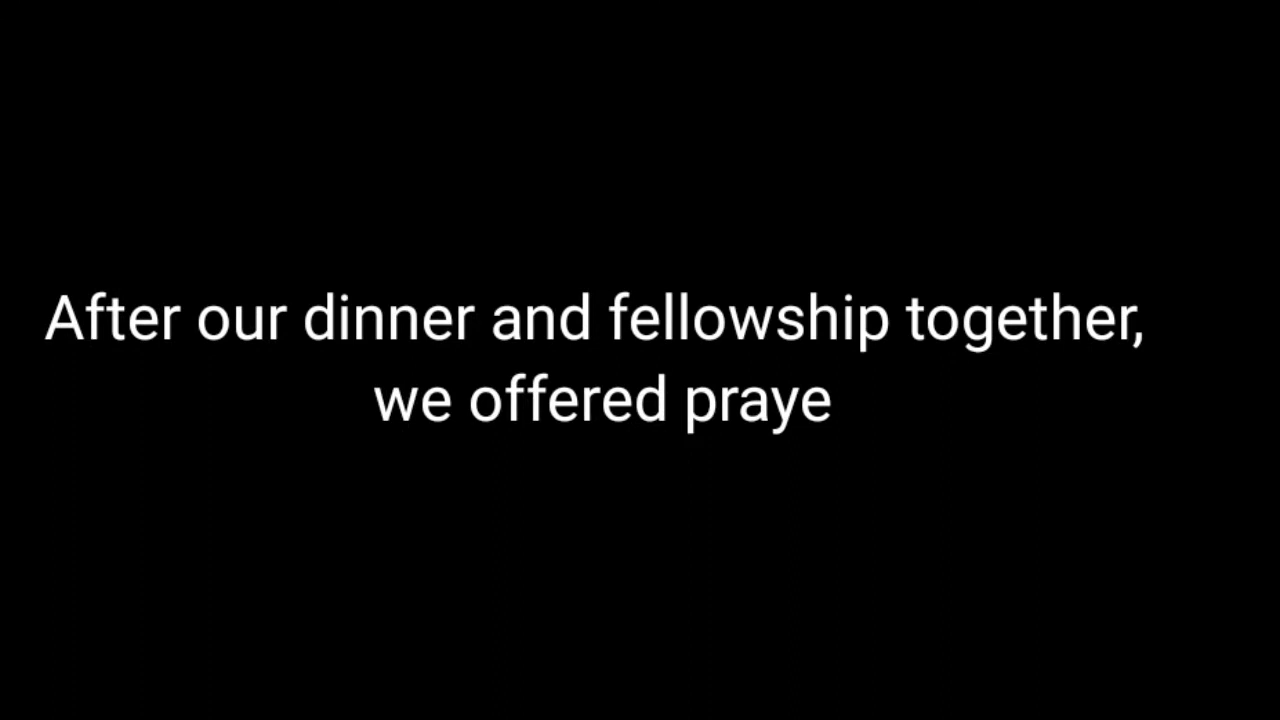 After our dinner and fellowship together,
we offered praye